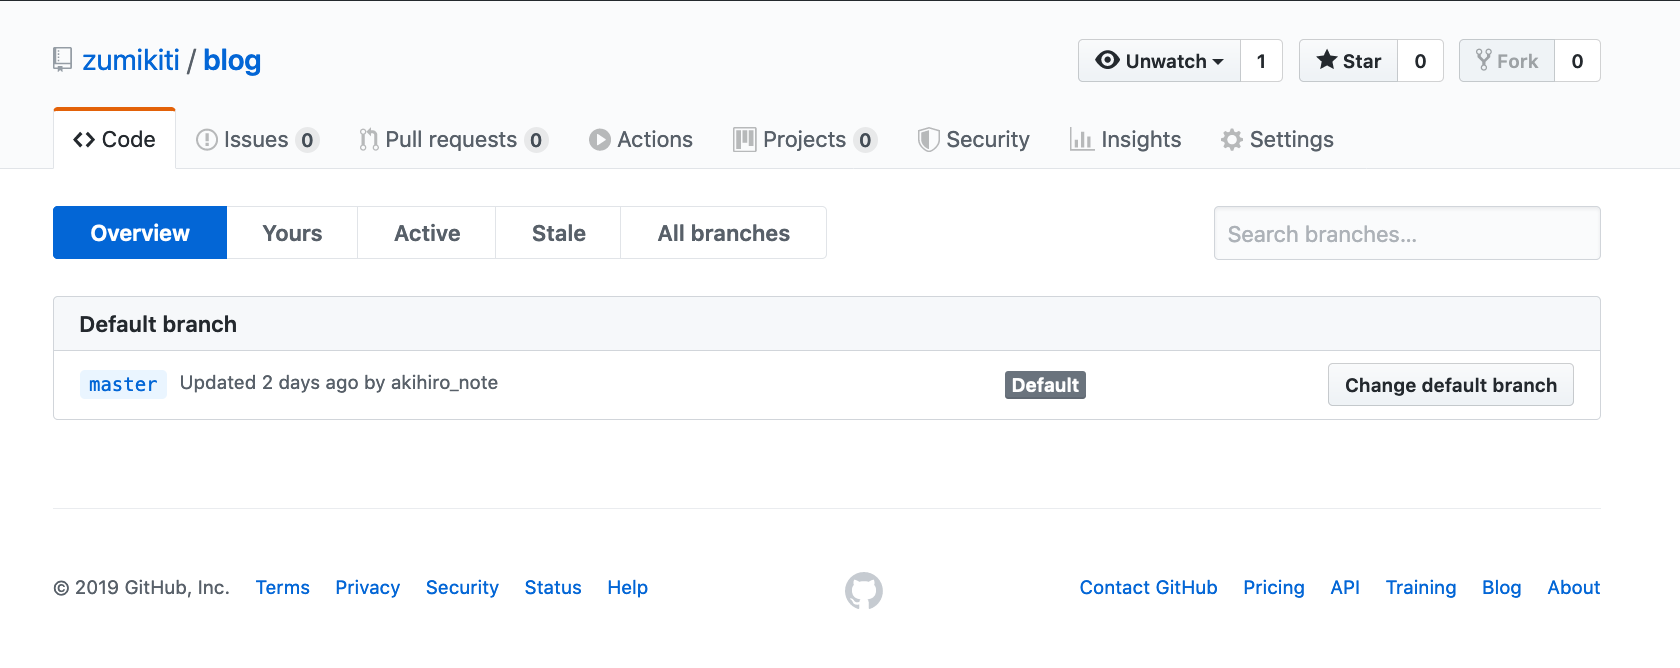 zumikiti / blog
Unwatch 1 Star 0 Fork 0
Code Issues 0 Pull requests 0 Actions Projects 0 Security Insights Settings
Overview Yours Active Stale All branches Search branches...
Default branch
master Updated 2 days ago by akihiro_note Default Change default branch
© 2019 GitHub, Inc. Terms Privacy Security Status Help Contact GitHub Pricing API Training Blog About